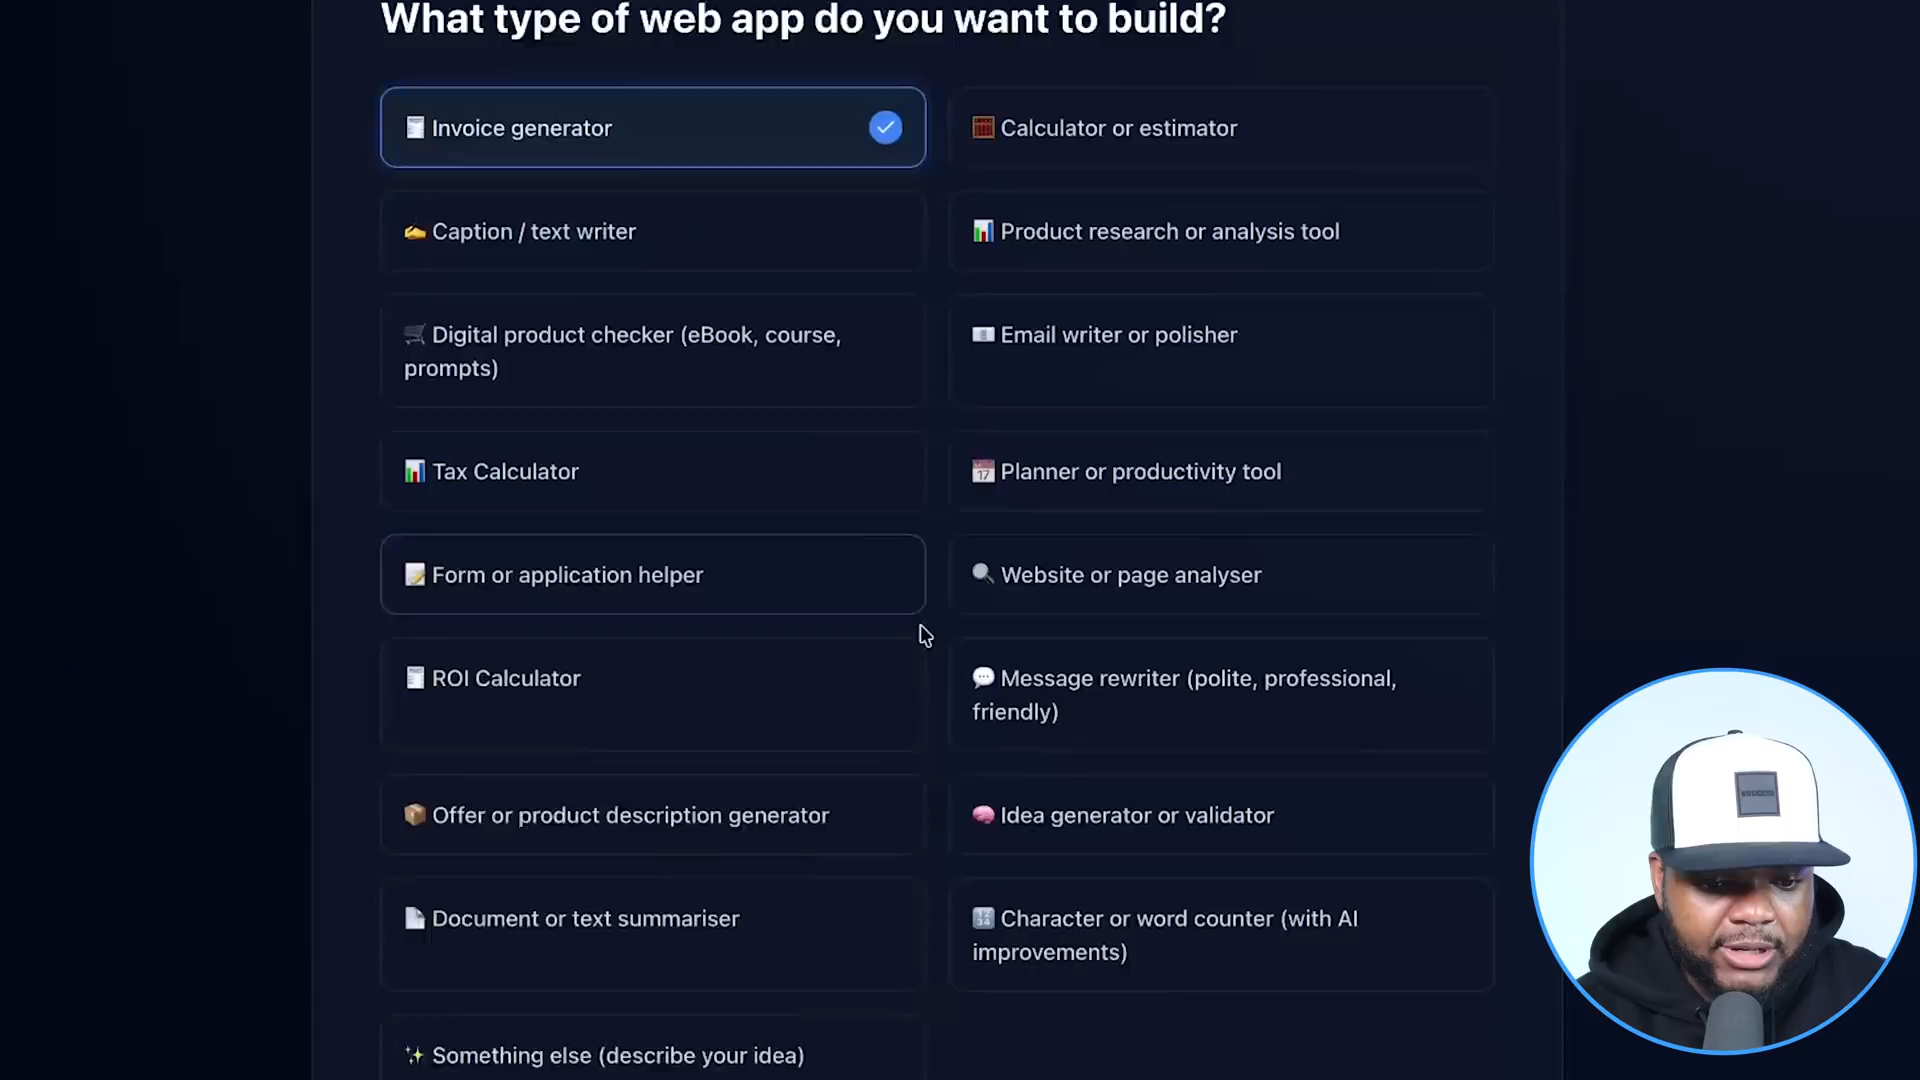 What type of web app do you want to build?
Invoice generator
Calculator or estimator
Caption / text writer
Product research or analysis tool
Digital product checker (eBook, course,
prompts)
Email writer or polisher
Tax Calculator
17
Planner or productivity tool
Form or application helper
Website or page analyser
ROI Calculator
Message rewriter (polite, professional,
friendly)
Offer or product description generator
Idea generator or validator
Document or text summariser
Character or word counter (with AI
improvements)
Something else (describe your idea)